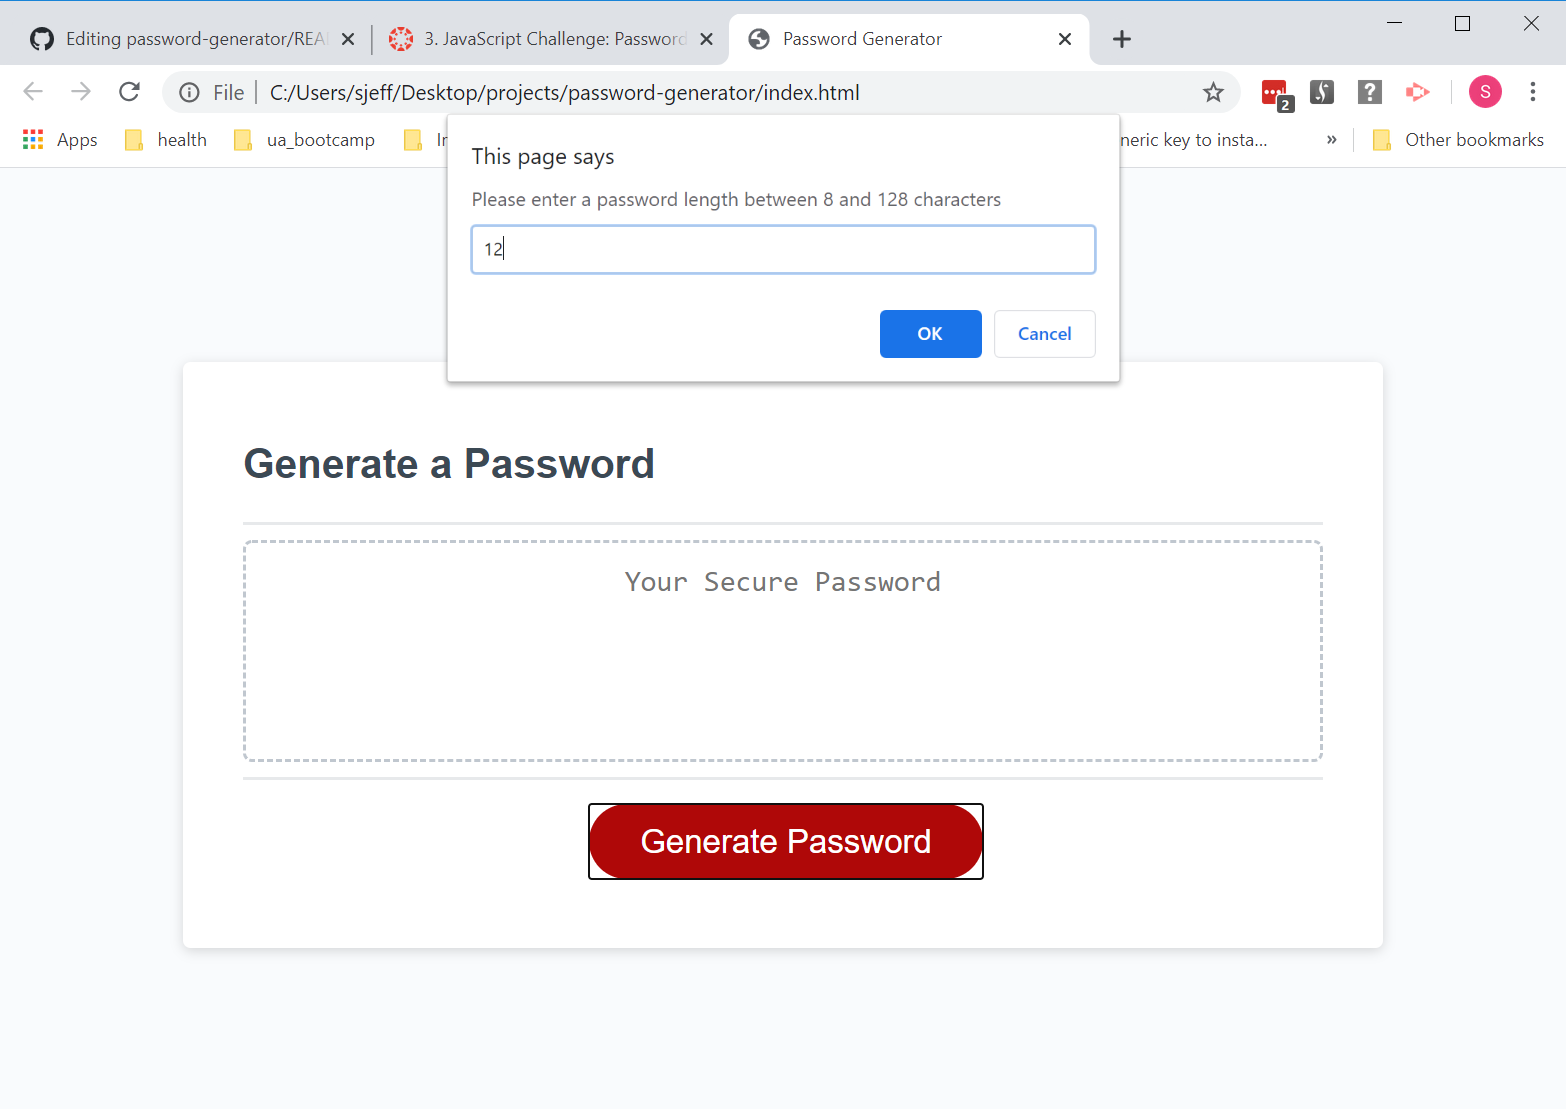 Editing password-generator/REA
3. JavaScript Challenge: Password
Password Generator
File
C:/Users/sjeff/Desktop/projects/password-generator/index.html
2
S
Apps
health
ua_bootcamp
neric key to insta...
»
Other bookmarks
This page says
Please enter a password length between 8 and 128 characters
12
OK
Cancel
Generate a Password
Your Secure Password
Generate Password